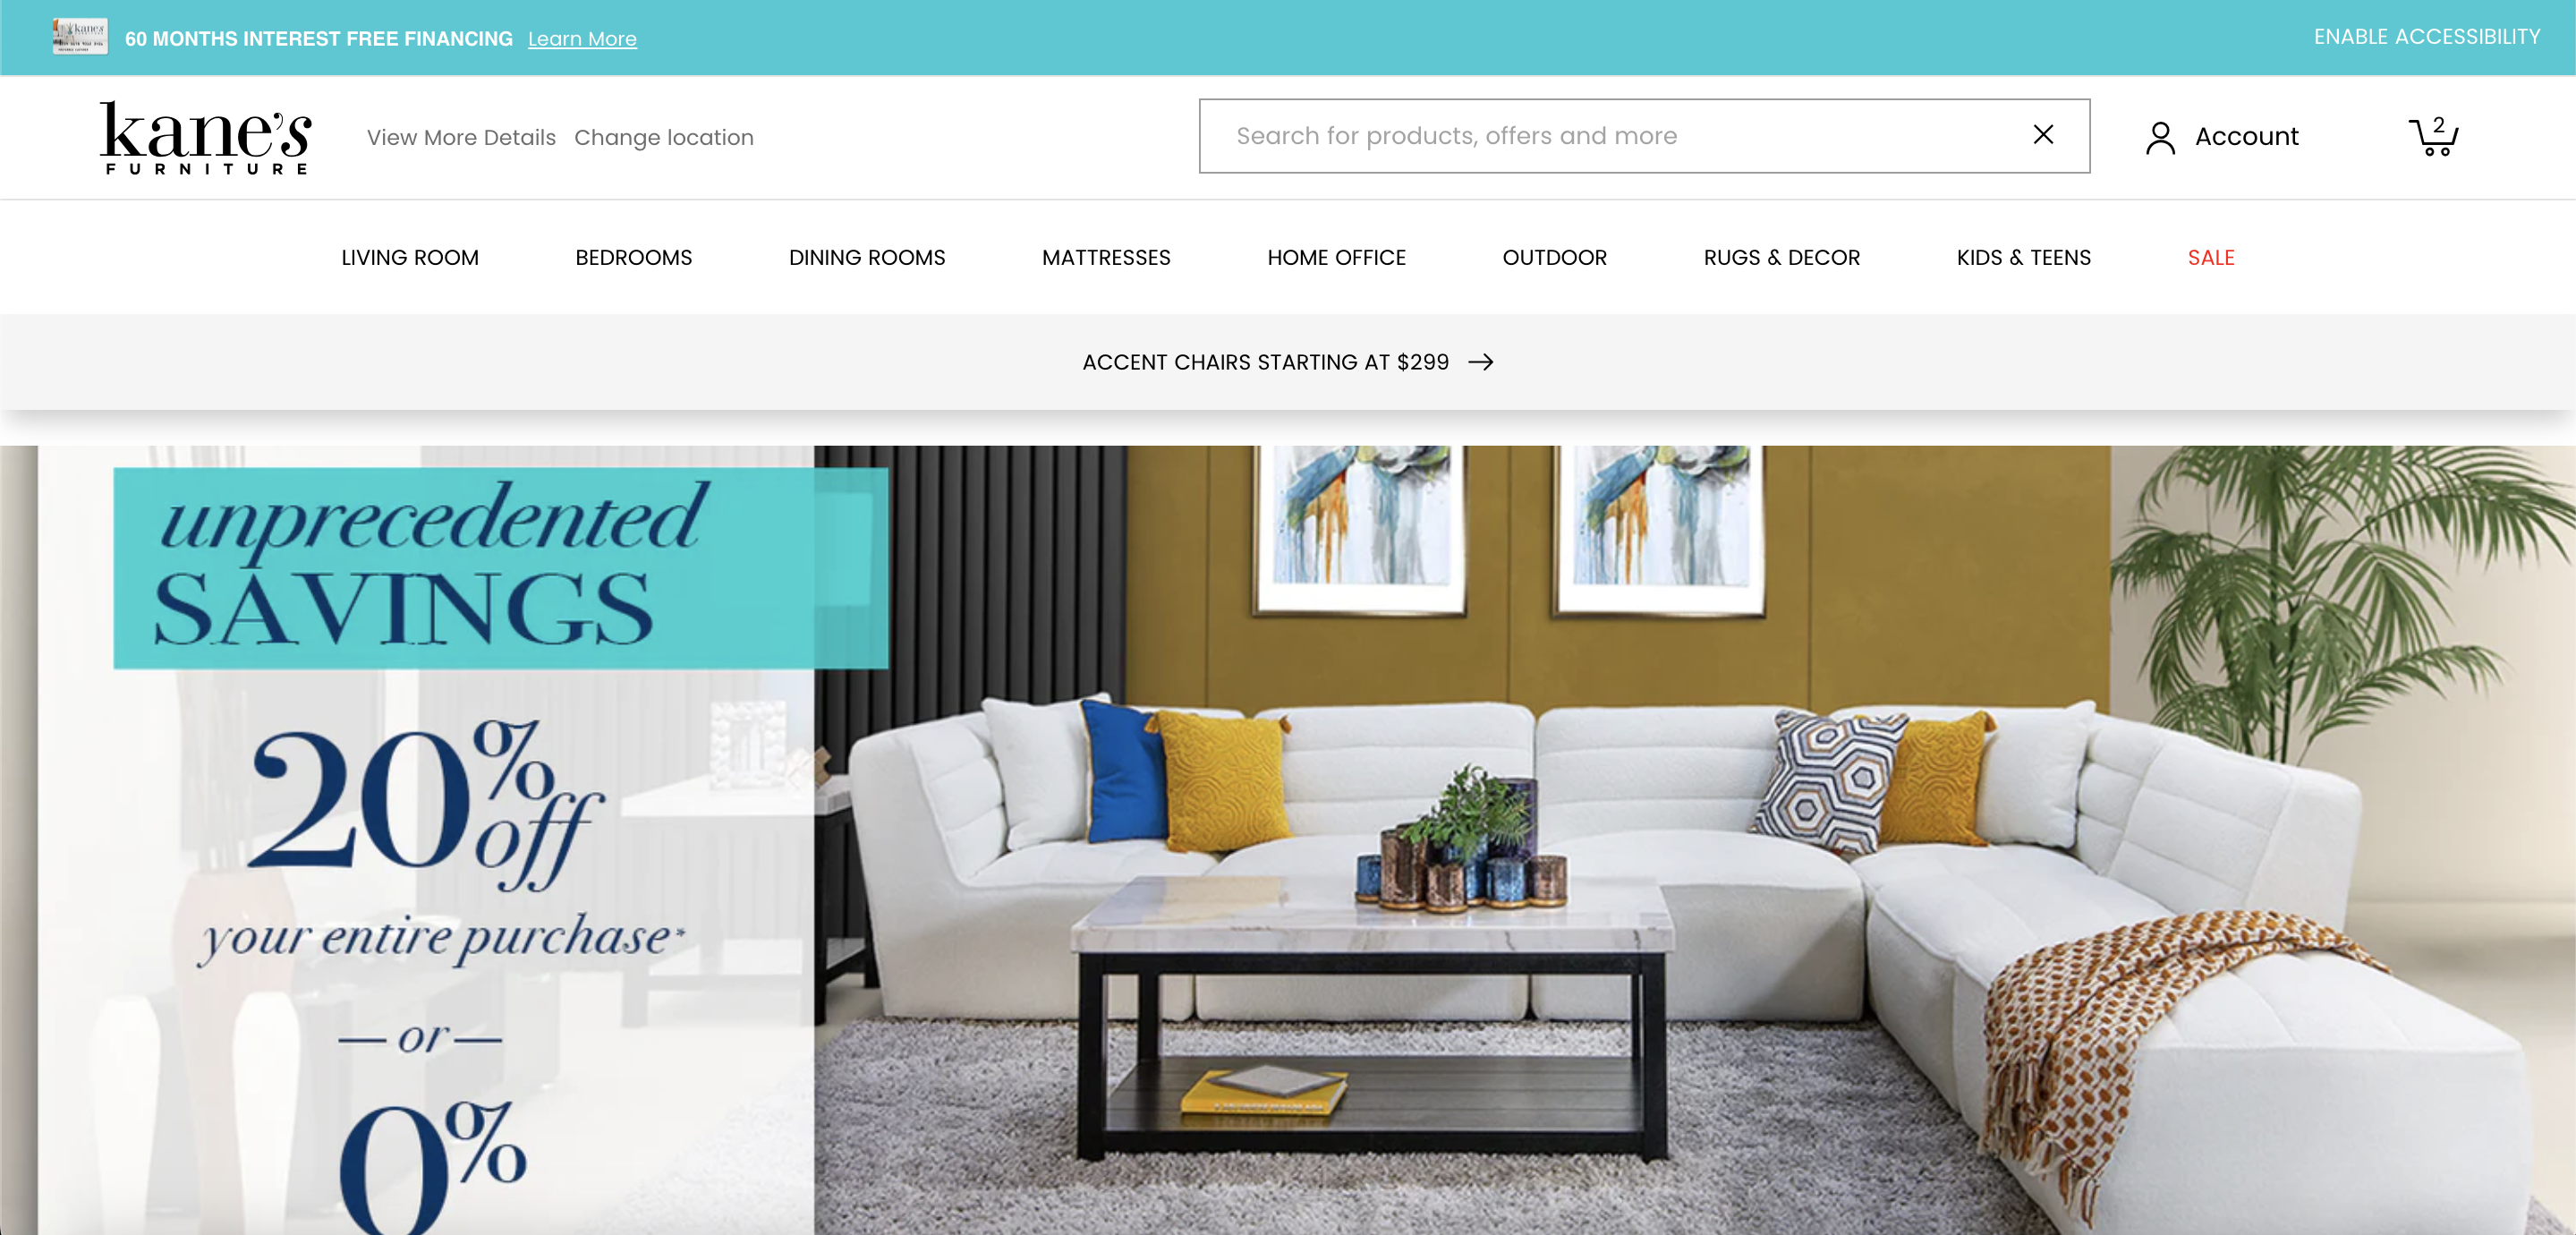 60 MONTHS INTEREST FREE FINANCING Learn More
ENABLE ACCESSIBILITY
kane's
FURNITURE
View More Details Change location
Search for products, offers and more
Account
2
LIVING ROOM BEDROOMS DINING ROOMS MATTRESSES HOME OFFICE OUTDOOR RUGS & DECOR KIDS & TEENS SALE
ACCENT CHAIRS STARTING AT $299 →
unprecedented
SAVINGS
20% off
your entire purchase*
— or —
0%